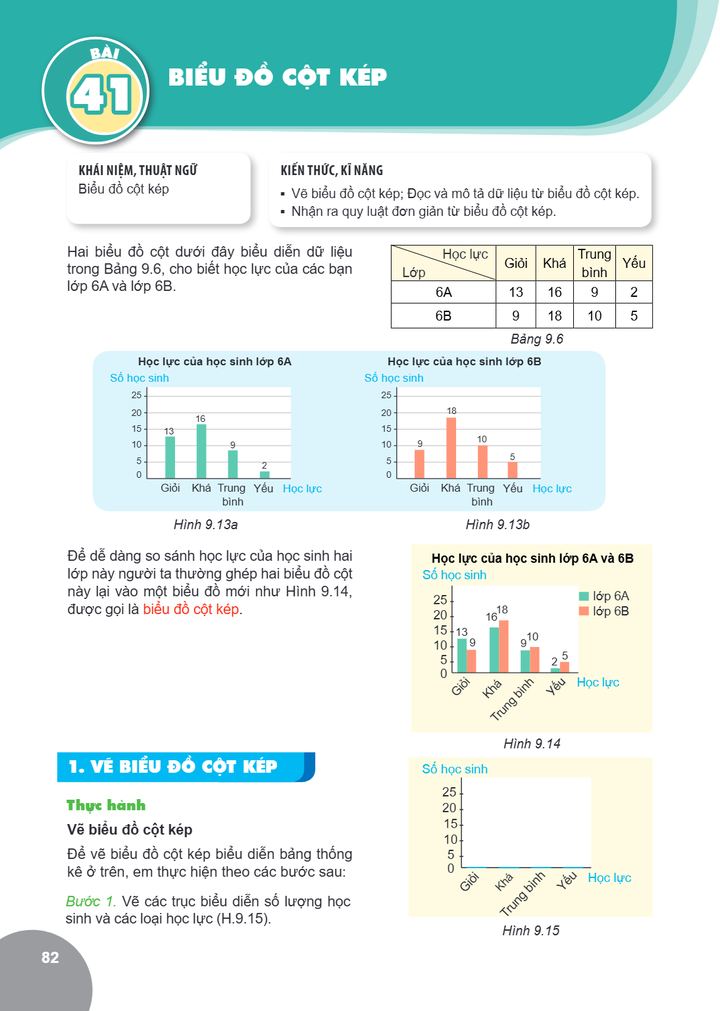 BÀI
41
BIỂU ĐỒ CỘT KÉP
KHÁI NIỆM, THUẬT NGỮ
Biểu đồ cột kép
KIẾN THỨC, KĨ NĂNG
▪ Vẽ biểu đồ cột kép; Đọc và mô tả dữ liệu từ biểu đồ cột kép.
▪ Nhận ra quy luật đơn giản từ biểu đồ cột kép.
Hai biểu đồ cột dưới đây biểu diễn dữ liệu
trong Bảng 9.6, cho biết học lực của các bạn
lớp 6A và lớp 6B.
Học lực
Lớp
Giỏi Khá Trung bình Yếu
6A 13 16 9 2
6B 9 18 10 5
Bảng 9.6
Học lực của học sinh lớp 6A
Số học sinh
25
20
15
10
5
0
13
16
9
2
Giỏi Khá Trung Yếu Học lực
bình
Hình 9.13a
Học lực của học sinh lớp 6B
Số học sinh
25
20
15
10
5
0
9
18
10
5
Giỏi Khá Trung Yếu Học lực
bình
Hình 9.13b
Để dễ dàng so sánh học lực của học sinh hai
lớp này người ta thường ghép hai biểu đồ cột
này lại vào một biểu đồ mới như Hình 9.14,
được gọi là biểu đồ cột kép.
Học lực của học sinh lớp 6A và 6B
Số học sinh
lớp 6A
lớp 6B
25
20
15
10
5
0
13
9
16
18
9
10
2
5
Giỏi Khá Trung bình Yếu Học lực
Hình 9.14
1. VẼ BIỂU ĐỒ CỘT KÉP
Thực hành
Vẽ biểu đồ cột kép
Để vẽ biểu đồ cột kép biểu diễn bảng thống
kê ở trên, em thực hiện theo các bước sau:
Bước 1. Vẽ các trục biểu diễn số lượng học
sinh và các loại học lực (H.9.15).
Số học sinh
25
20
15
10
5
0
Giỏi Khá Trung bình Yếu Học lực
Hình 9.15
82